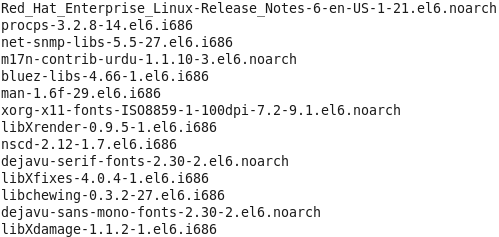 Red_Hat_Enterprise_Linux-Release_Notes-6-en-US-1-21.el6.noarch
procps-3.2.8-14.el6.i686
net-snmp-libs-5.5-27.el6.i686
m17n-contrib-urdu-1.1.10-3.el6.noarch
bluez-libs-4.66-1.el6.i686
man-1.6f-29.el6.i686
xorg-x11-fonts-ISO8859-1-100dpi-7.2-9.1.el6.noarch
libXrender-0.9.5-1.el6.i686
nscd-2.12-1.7.el6.i686
dejavu-serif-fonts-2.30-2.el6.noarch
libXfixes-4.0.4-1.el6.i686
libchewing-0.3.2-27.el6.i686
dejavu-sans-mono-fonts-2.30-2.el6.noarch
libXdamage-1.1.2-1.el6.i686